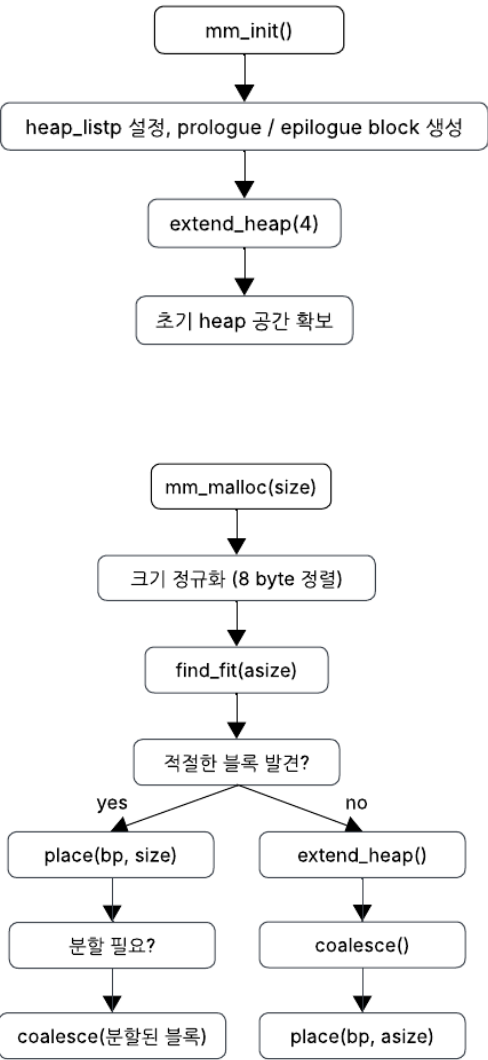 mm_init()
heap_listp 설정, prologue / epilogue block 생성
extend_heap(4)
초기 heap 공간 확보
mm_malloc(size)
크기 정규화 (8 byte 정렬)
find_fit(asize)
적절한 블록 발견?
yes
no
place(bp, size)
extend_heap()
분할 필요?
coalesce()
coalesce(분할된 블록)
place(bp, asize)